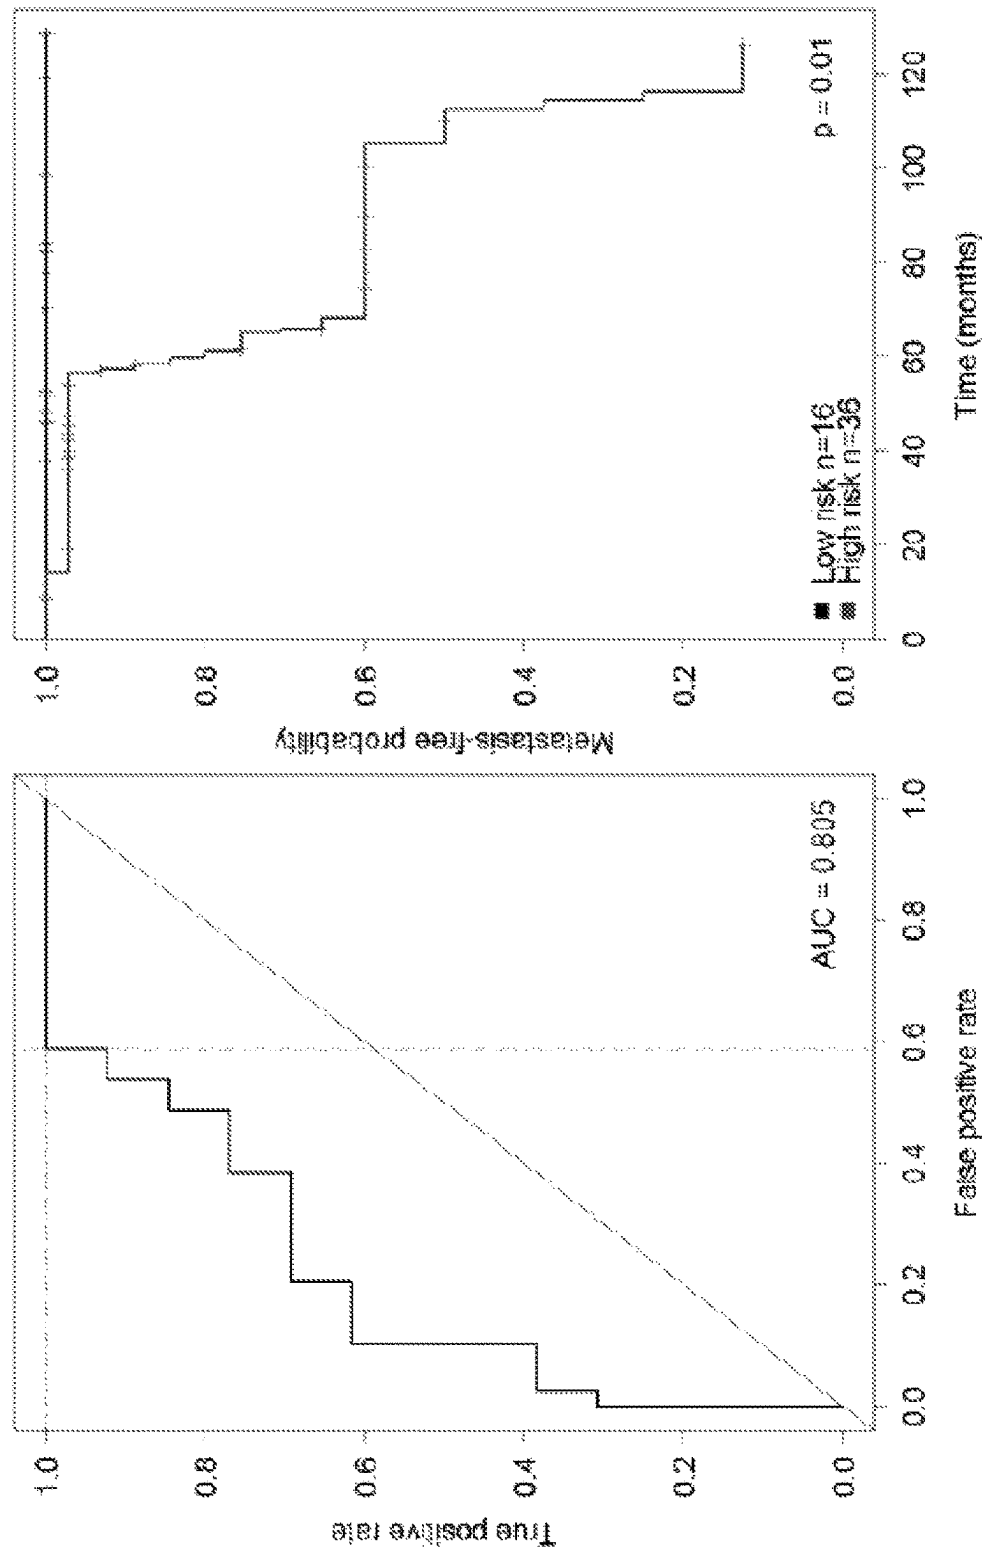 True positive rate
1.0
0.8
0.6
0.4
0.2
0.0
AUC = 0.805
0.0 0.2 0.4 0.6 0.8 1.0
False positive rate
Metastasis-free probability
1.0
0.8
0.6
0.4
0.2
0.0
Low risk n=16
High risk n=36
p = 0.01
0 20 40 60 80 100 120
Time (months)